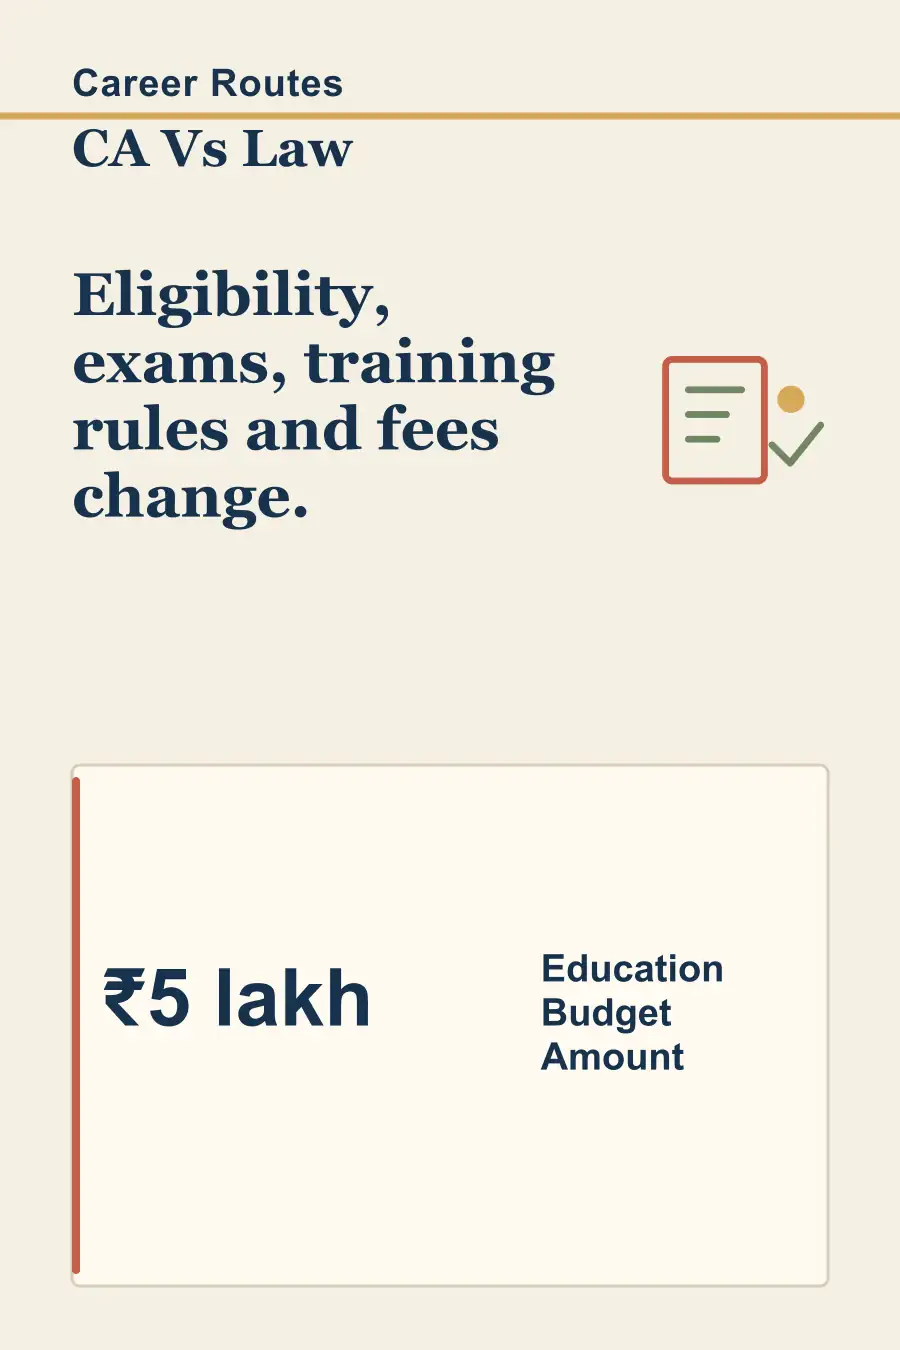 Career Routes
CA Vs Law
Eligibility,
exams, training
rules and fees
change.
₹5 lakh
Education
Budget
Amount